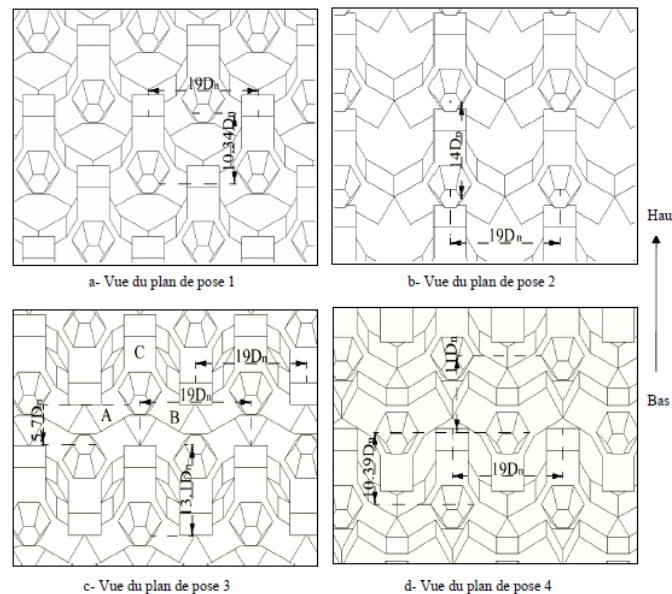 19Dn
10.34Dn
a- Vue du plan de pose 1
14Dn
19Dn
b- Vue du plan de pose 2
Hau
Bas
C
19Dn
19Dn
A
B
5.7Dn
13.1Dn
c- Vue du plan de pose 3
11Dn
10.39Dn
19Dn
d- Vue du plan de pose 4